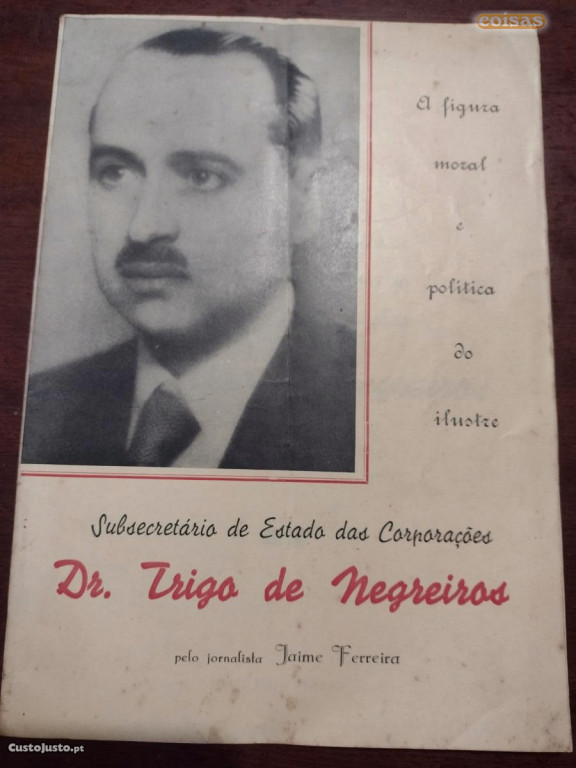 coisas
A figura
moral
e
politica
do
ilustre
Subsecretário de Estado das Corporações
Dr. Trigo de Negreiros
pelo jornalista Jaime Ferreira
CustoJusto.pt